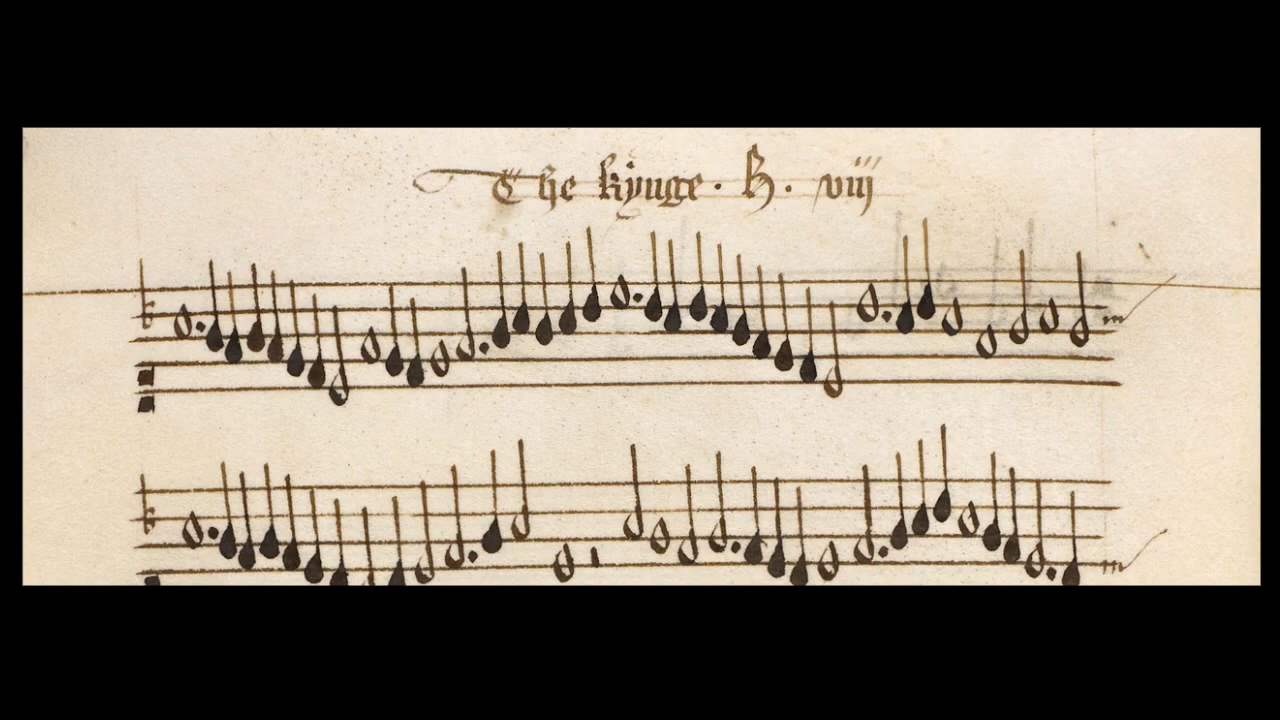 The kynge . H . viij